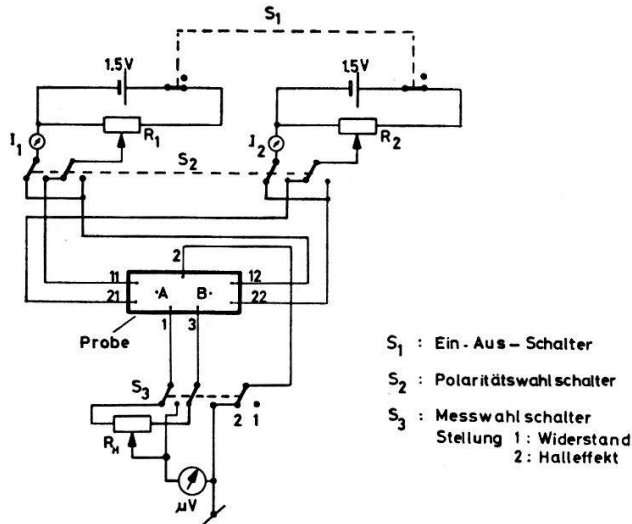 S1
1.5V
1.5V
I1
R1
I2
R2
S2
2
11
12
21
·A
B·
22
Probe
1
3
S3
2
1
RH
µV
S1 : Ein-Aus-Schalter
S2 : Polaritätswahlschalter
S3 : Messwahlschalter
Stellung 1 : Widerstand
2 : Halleffekt